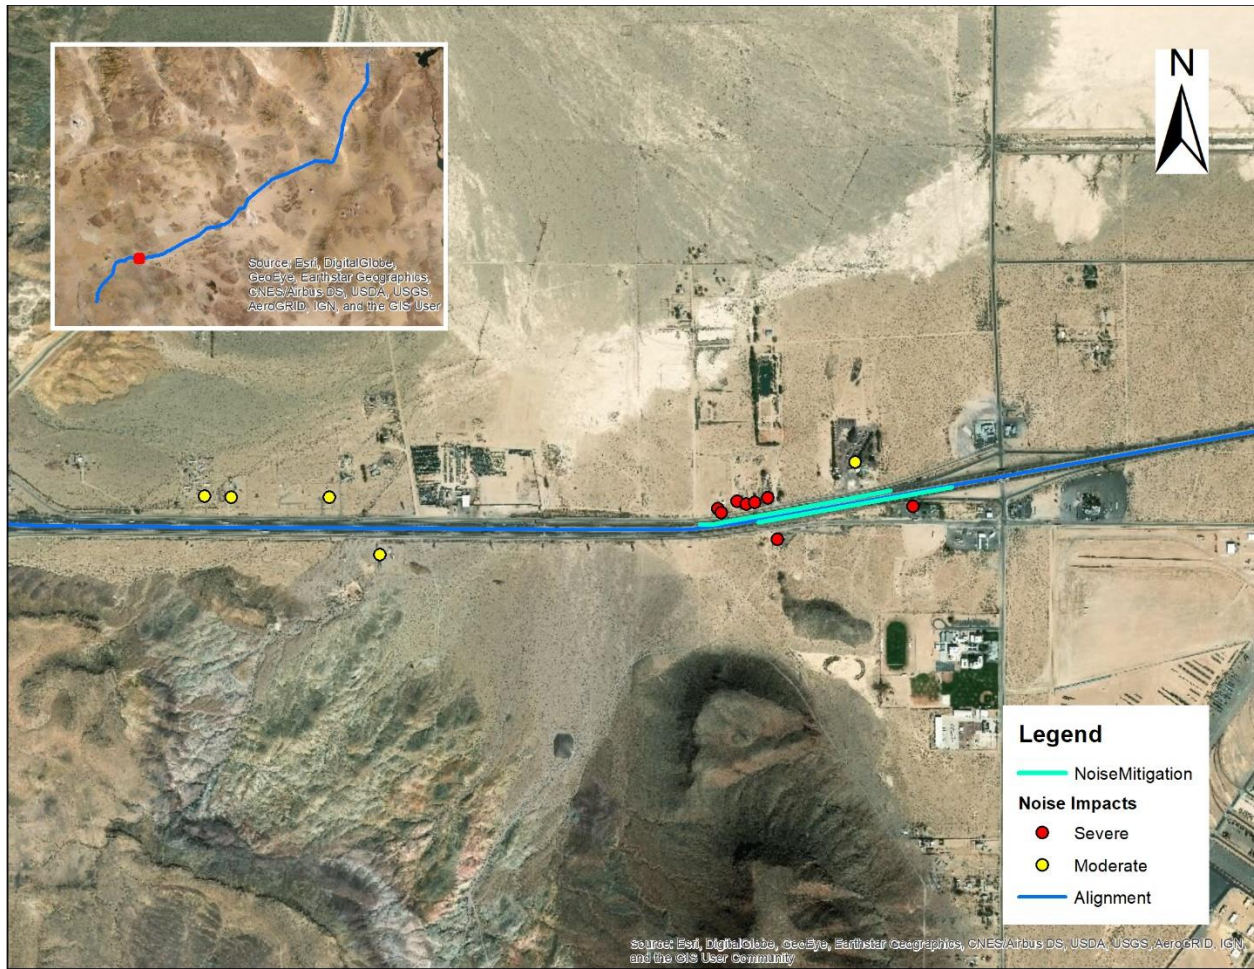 N
Source: Esri, DigitalGlobe,
GeoEye, Earthstar Geographics,
CNES/Airbus DS, USDA, USGS,
AeroGRID, IGN, and the GIS User
Legend
NoiseMitigation
Noise Impacts
Severe
Moderate
Alignment
Source: Esri, DigitalGlobe, GeoEye, Earthstar Geographics, CNES/Airbus DS, USDA, USGS, AeroGRID, IGN,
and the GIS User Community